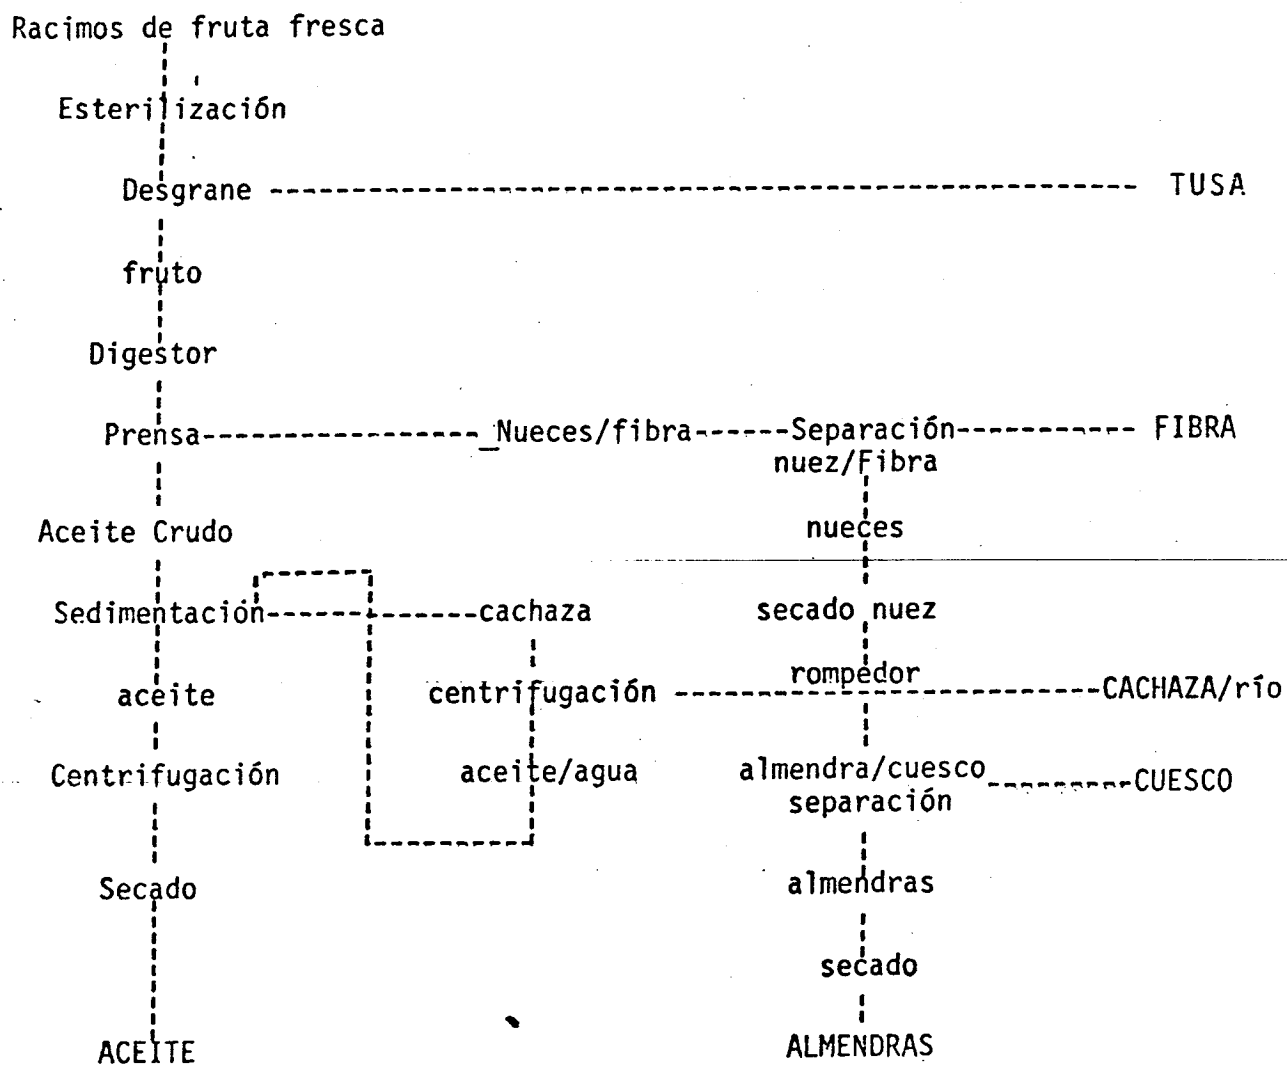 Racimos de fruta fresca
Esterilización
Desgrane TUSA
fruto
Digestor
Prensa Nueces/fibra Separación FIBRA
nuez/Fibra
Aceite Crudo nueces
Sedimentación cachaza secado nuez
rompedor
aceite centrifugación CACHAZA/río
Centrifugación aceite/agua almendra/cuesco CUESCO
separación
Secado almendras
secado
ACEITE ALMENDRAS